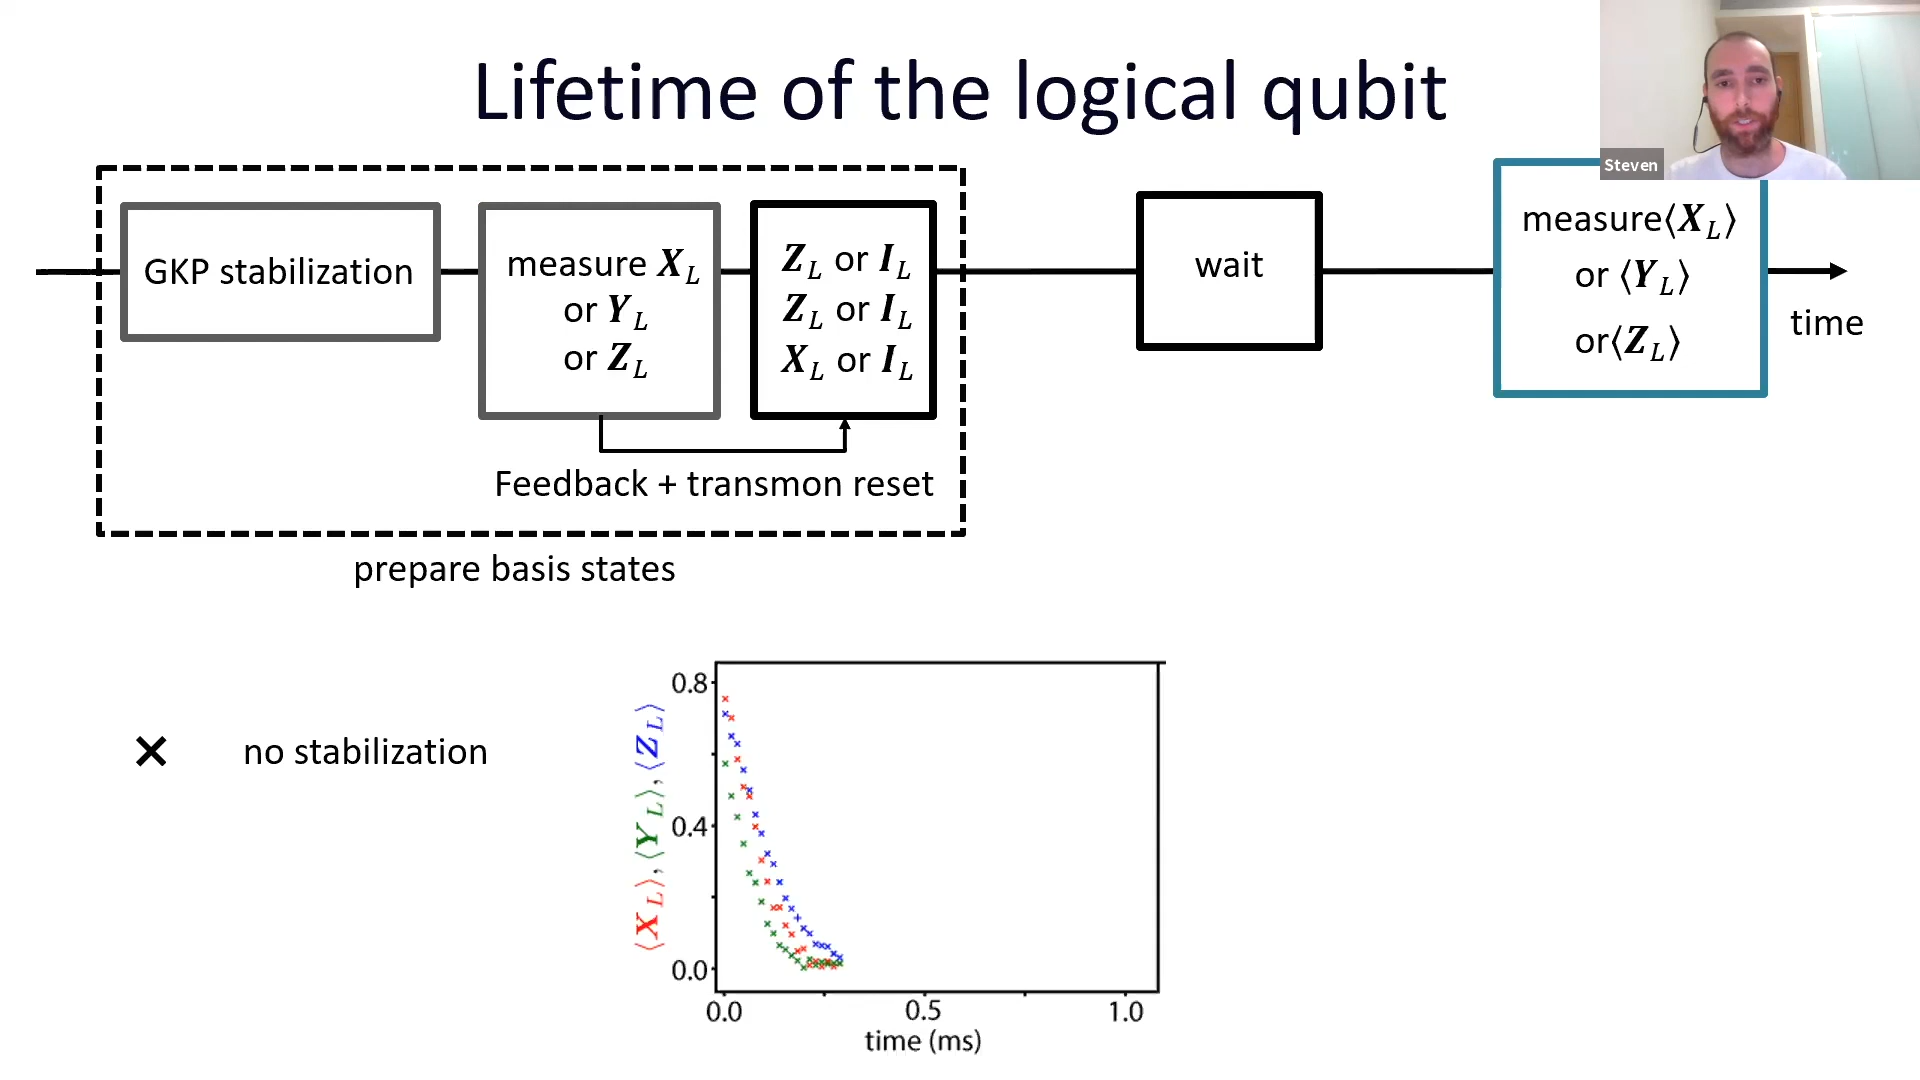 Lifetime of the logical qubit
Steven
GKP stabilization
measure X_L
or Y_L
or Z_L
Z_L or I_L
Z_L or I_L
X_L or I_L
Feedback + transmon reset
prepare basis states
wait
measure⟨X_L⟩
or ⟨Y_L⟩
or⟨Z_L⟩
time
× no stabilization
⟨X_L⟩, ⟨Y_L⟩, ⟨Z_L⟩
0.8
0.4
0.0
0.0 0.5 1.0
time (ms)